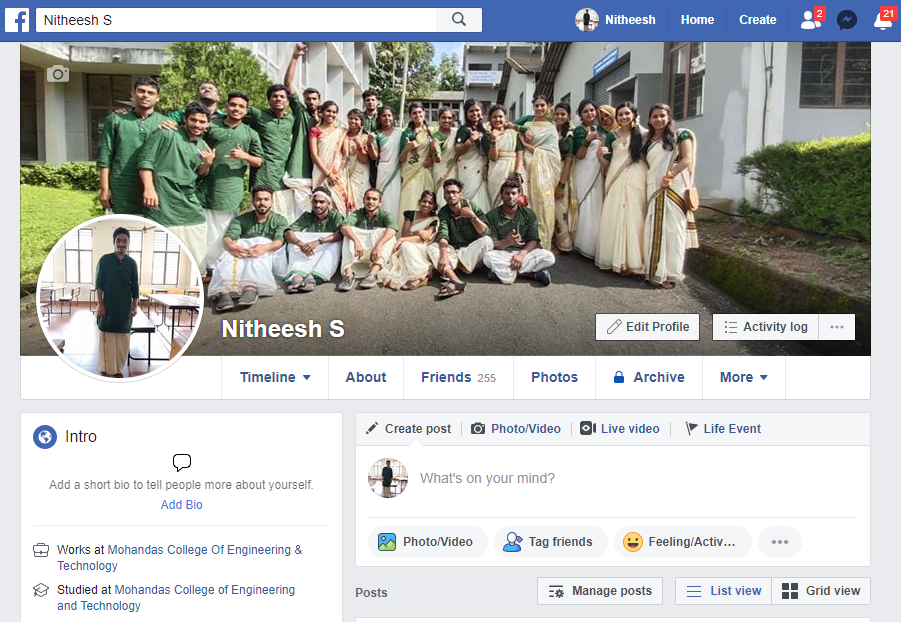 Nitheesh S
Nitheesh
Home
Create
2
21
Nitheesh S
Edit Profile
Activity log
Timeline
About
Friends 255
Photos
Archive
More
Intro
Add a short bio to tell people more about yourself.
Add Bio
Works at Mohandas College Of Engineering &
Technology
Studied at Mohandas College of Engineering
and Technology
Create post
Photo/Video
Live video
Life Event
What's on your mind?
Photo/Video
Tag friends
Feeling/Activ...
Posts
Manage posts
List view
Grid view